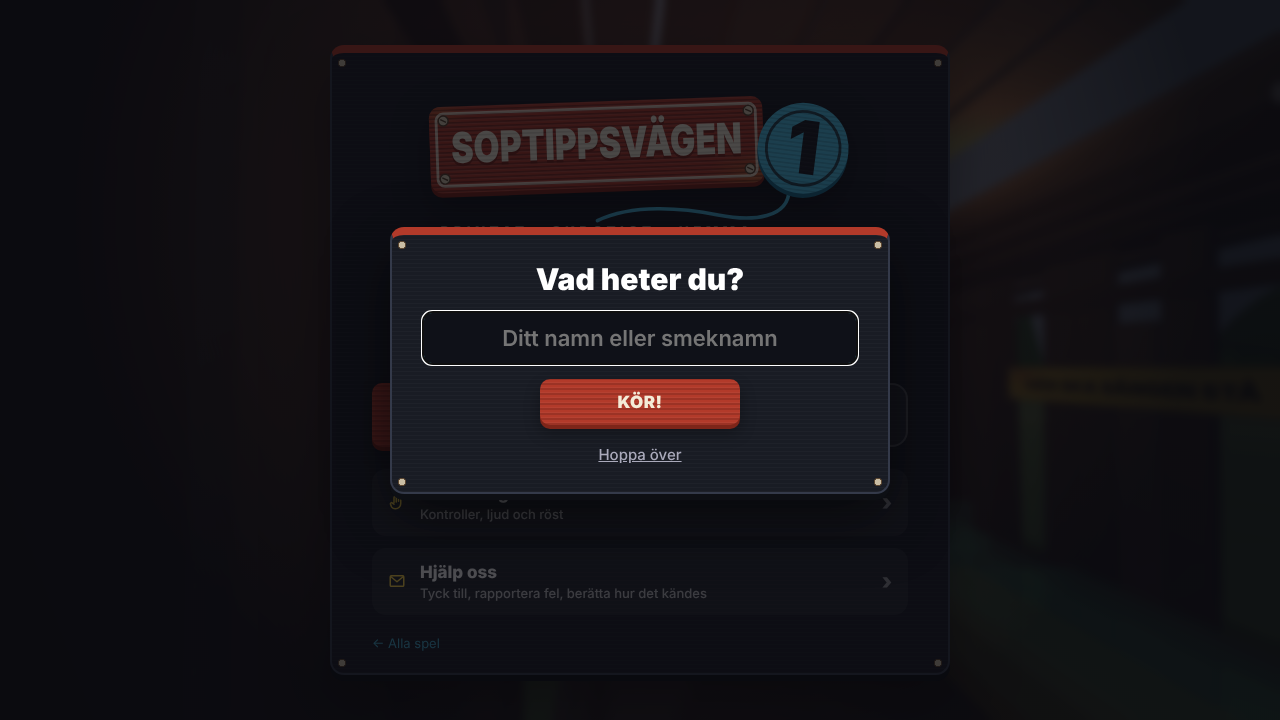 SOPTIPPSVÄGEN 1
Vad heter du?
Ditt namn eller smeknamn
KÖR!
Hoppa över
Kontroller, ljud och röst
Hjälp oss
Tyck till, rapportera fel, berätta hur det kändes
← Alla spel